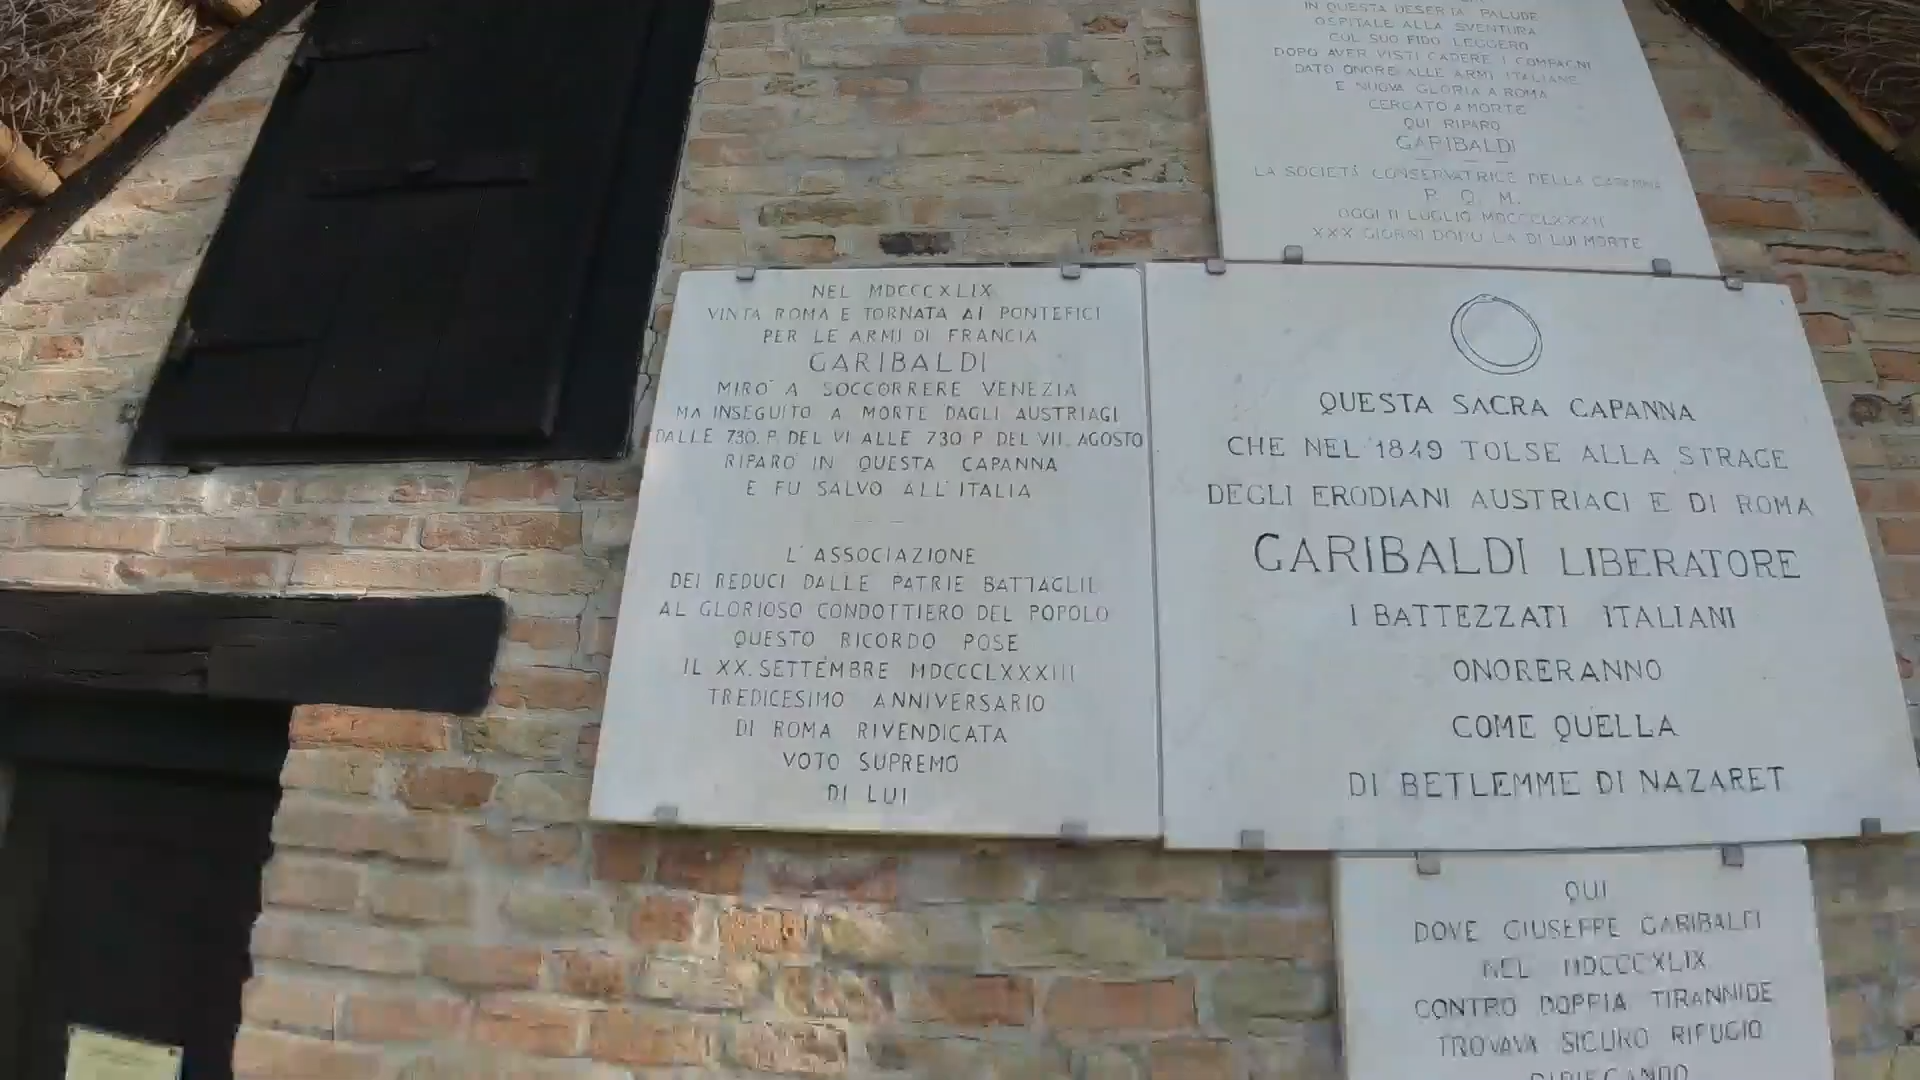 IN QUESTA DESERTA PALUDE
OSPITALE ALLA SVENTURA
COL SUO FIDO LEGGERO
DOPO AVER VISTI CADERE I COMPAGNI
DATO ONORE ALLE ARMI ITALIANE
E NUOVA GLORIA A ROMA
CERCATO A MORTE
QUI RIPARO
GARIBALDI
LA SOCIETÀ CONSERVATRICE DELLA CAPANNA
P. Q. M.
OGGI II LUGLIO MDCCCLXXXII
XXX GIORNI DOPO LA DI LUI MORTE
NEL MDCCCXLIX
VINTA ROMA E TORNATA AI PONTEFICI
PER LE ARMI DI FRANCIA
GARIBALDI
MIRO' A SOCCORRERE VENEZIA
MA INSEGUITO A MORTE DAGLI AUSTRIACI
DALLE 730. P. DEL VI ALLE 730 P. DEL VII. AGOSTO
RIPARO' IN QUESTA CAPANNA
E FU SALVO ALL'ITALIA
L'ASSOCIAZIONE
DEI REDUCI DALLE PATRIE BATTAGLIE
AL GLORIOSO CONDOTTIERO DEL POPOLO
QUESTO RICORDO POSE
IL XX. SETTEMBRE MDCCCLXXXIII
TREDICESIMO ANNIVERSARIO
DI ROMA RIVENDICATA
VOTO SUPREMO
DI LUI
QUESTA SACRA CAPANNA
CHE NEL 1849 TOLSE ALLA STRAGE
DEGLI ERODIANI AUSTRIACI E DI ROMA
GARIBALDI LIBERATORE
I BATTEZZATI ITALIANI
ONORERANNO
COME QUELLA
DI BETLEMME DI NAZARET
QUI
DOVE GIUSEPPE GARIBALDI
NEL MDCCCXLIX
CONTRO DOPPIA TIRANNIDE
TROVAVA SICURO RIFUGIO